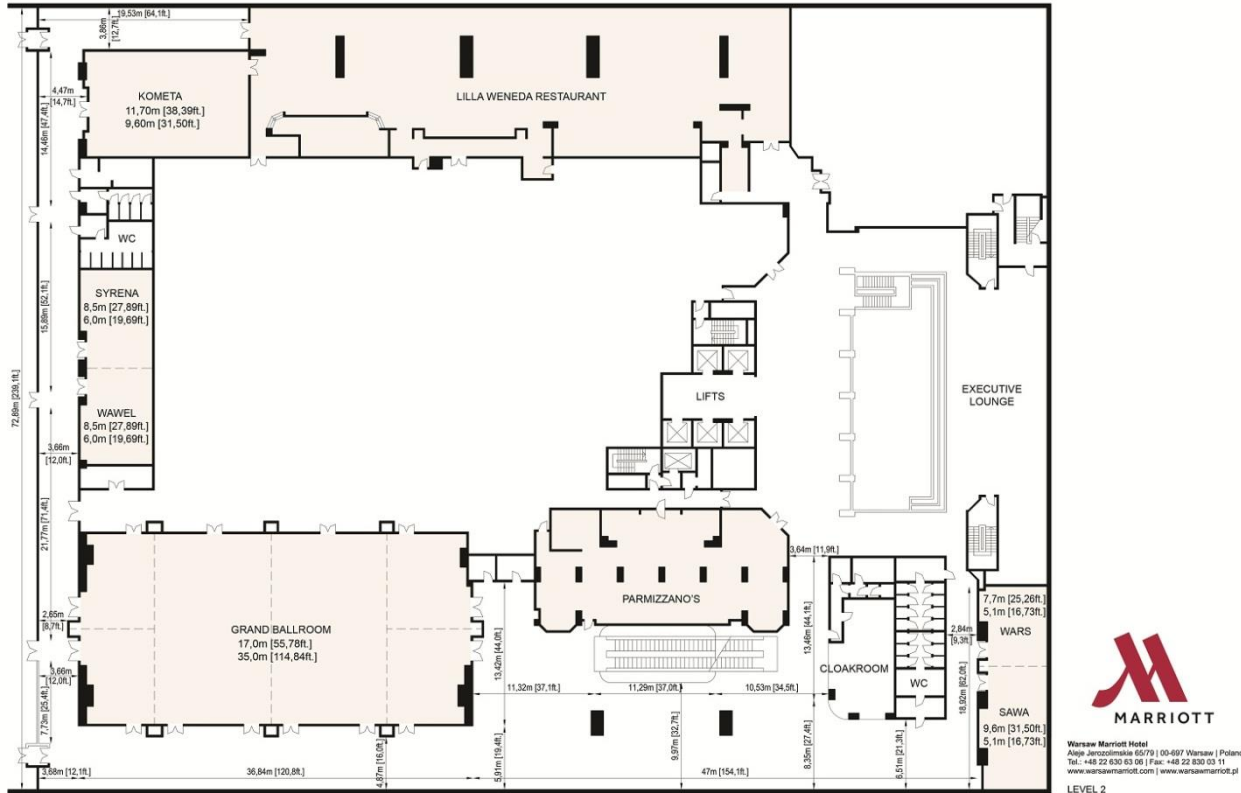 19,53m [64,1ft.]
3,86m
[12,7ft.]
4,47m
[14,7ft.]
14,46m [47,4ft.]
KOMETA
11,70m [38,39ft.]
9,60m [31,50ft.]
LILLA WENEDA RESTAURANT
WC
SYRENA
8,5m [27,89ft.]
6,0m [19,69ft.]
15,89m [52,1ft.]
72,89m [239,1ft.]
LIFTS
EXECUTIVE
LOUNGE
WAWEL
8,5m [27,89ft.]
6,0m [19,69ft.]
3,66m
[12,0ft.]
21,77m [71,4ft.]
3,64m [11,9ft.]
7,7m [25,26ft.]
5,1m [16,73ft.]
WARS
PARMIZZANO'S
2,65m
[8,7ft.]
GRAND BALLROOM
17,0m [55,78ft.]
35,0m [114,84ft.]
13,42m [44,0ft.]
13,46m [44,1ft.]
2,84m
[9,3ft.]
CLOAKROOM
WC
3,66m
[12,0ft.]
7,73m [25,4ft.]
11,32m [37,1ft.]
11,29m [37,0ft.]
10,53m [34,5ft.]
18,92m [62,0ft.]
SAWA
9,6m [31,50ft.]
5,1m [16,73ft.]
3,68m [12,1ft.]
36,84m [120,8ft.]
4,87m [16,0ft.]
5,91m [19,4ft.]
9,97m [32,7ft.]
8,35m [27,4ft.]
6,51m [21,3ft.]
47m [154,1ft.]
MARRIOTT
Warsaw Marriott Hotel
Aleje Jerozolimskie 65/79 | 00-697 Warsaw | Poland
Tel.: +48 22 630 63 06 | Fax: +48 22 830 03 11
www.warsawmarriott.com | www.warsawmarriott.pl
LEVEL 2